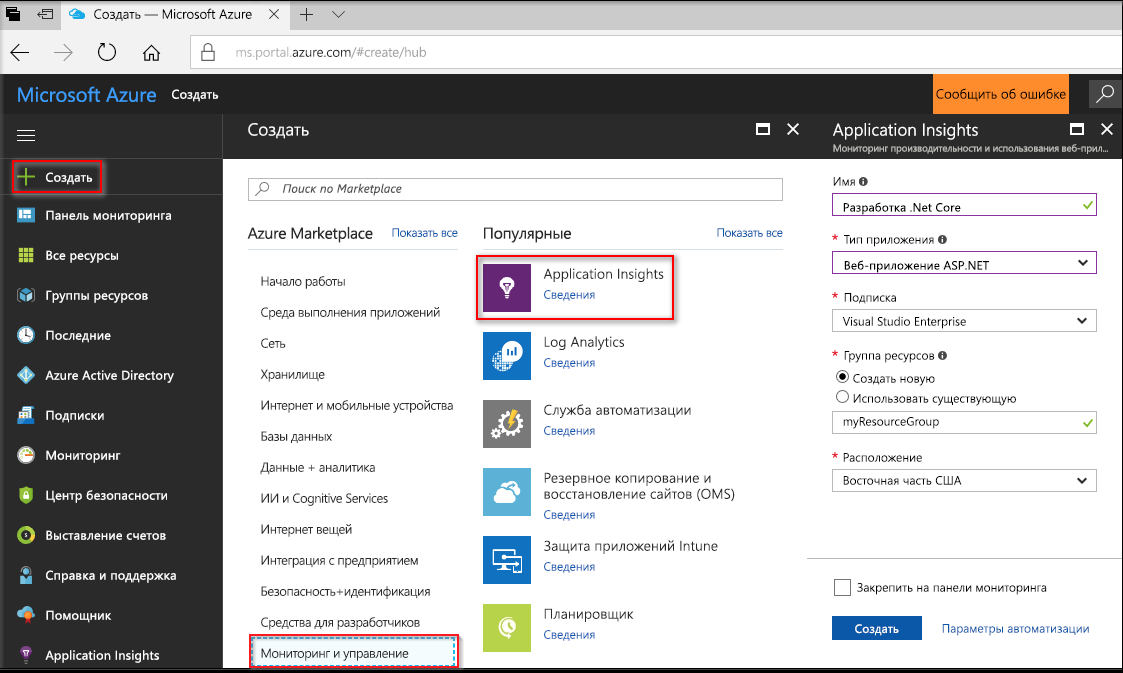 Создать — Microsoft Azure
ms.portal.azure.com/#create/hub
Microsoft Azure
Создать
Сообщить об ошибке
Создать
Панель мониторинга
Все ресурсы
Группы ресурсов
Последние
Azure Active Directory
Подписки
Мониторинг
Центр безопасности
Выставление счетов
Справка и поддержка
Помощник
Application Insights
Создать
Поиск по Marketplace
Azure Marketplace
Показать все
Начало работы
Среда выполнения приложений
Сеть
Хранилище
Интернет и мобильные устройства
Базы данных
Данные + аналитика
ИИ и Cognitive Services
Интернет вещей
Интеграция с предприятием
Безопасность+идентификация
Средства для разработчиков
Мониторинг и управление
Популярные
Показать все
Application Insights
Сведения
Log Analytics
Сведения
Служба автоматизации
Сведения
Резервное копирование и
восстановление сайтов (OMS)
Сведения
Защита приложений Intune
Сведения
Планировщик
Сведения
Application Insights
Мониторинг производительности и использования веб-прил...
Имя
Разработка .Net Core
* Тип приложения
Веб-приложение ASP.NET
* Подписка
Visual Studio Enterprise
* Группа ресурсов
Создать новую
Использовать существующую
myResourceGroup
* Расположение
Восточная часть США
Закрепить на панели мониторинга
Создать
Параметры автоматизации